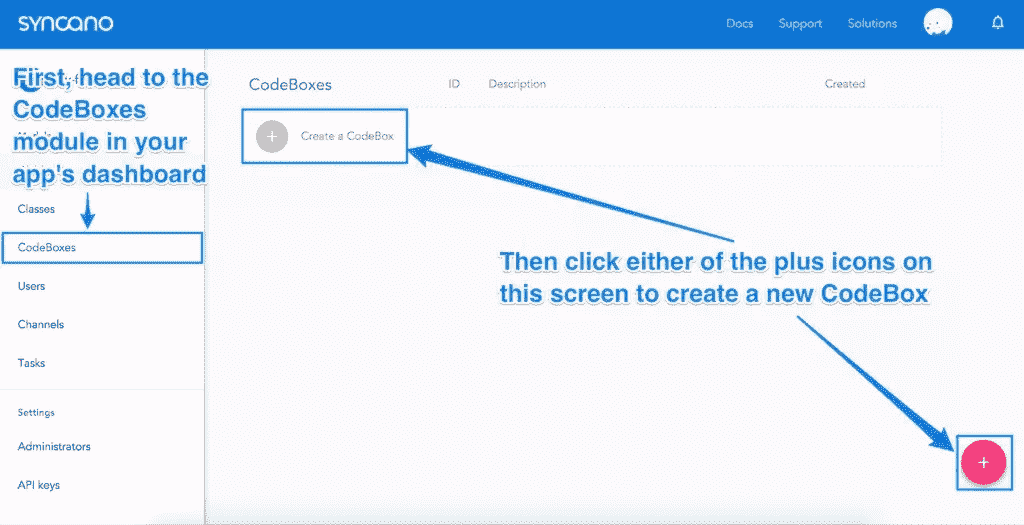 syncano
Docs Support Solutions
First, head to the
CodeBoxes
module in your
app's dashboard
Classes
CodeBoxes
Users
Channels
Tasks
Settings
Administrators
API keys
CodeBoxes ID Description Created
Create a CodeBox
Then click either of the plus icons on
this screen to create a new CodeBox